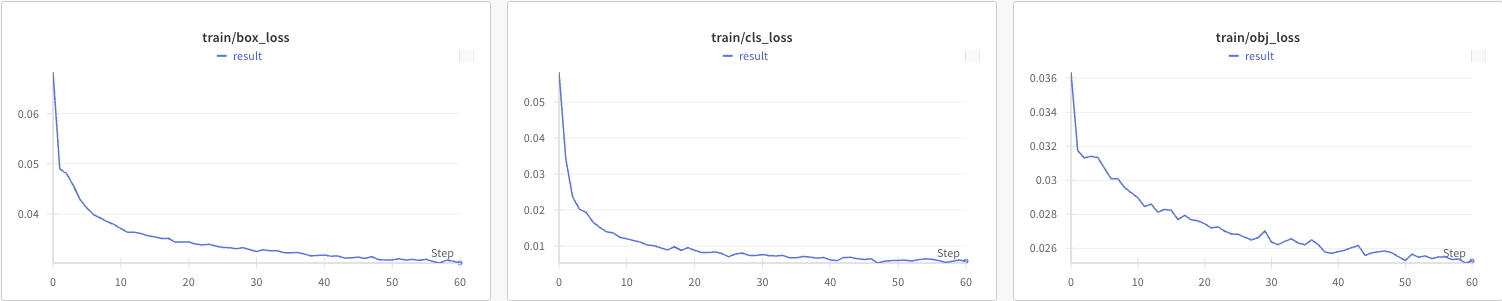 train/box_loss
result
0.06
0.05
0.04
Step
0 10 20 30 40 50 60
train/cls_loss
result
0.05
0.04
0.03
0.02
0.01
Step
0 10 20 30 40 50 60
train/obj_loss
result
0.036
0.034
0.032
0.03
0.028
0.026
Step
0 10 20 30 40 50 60